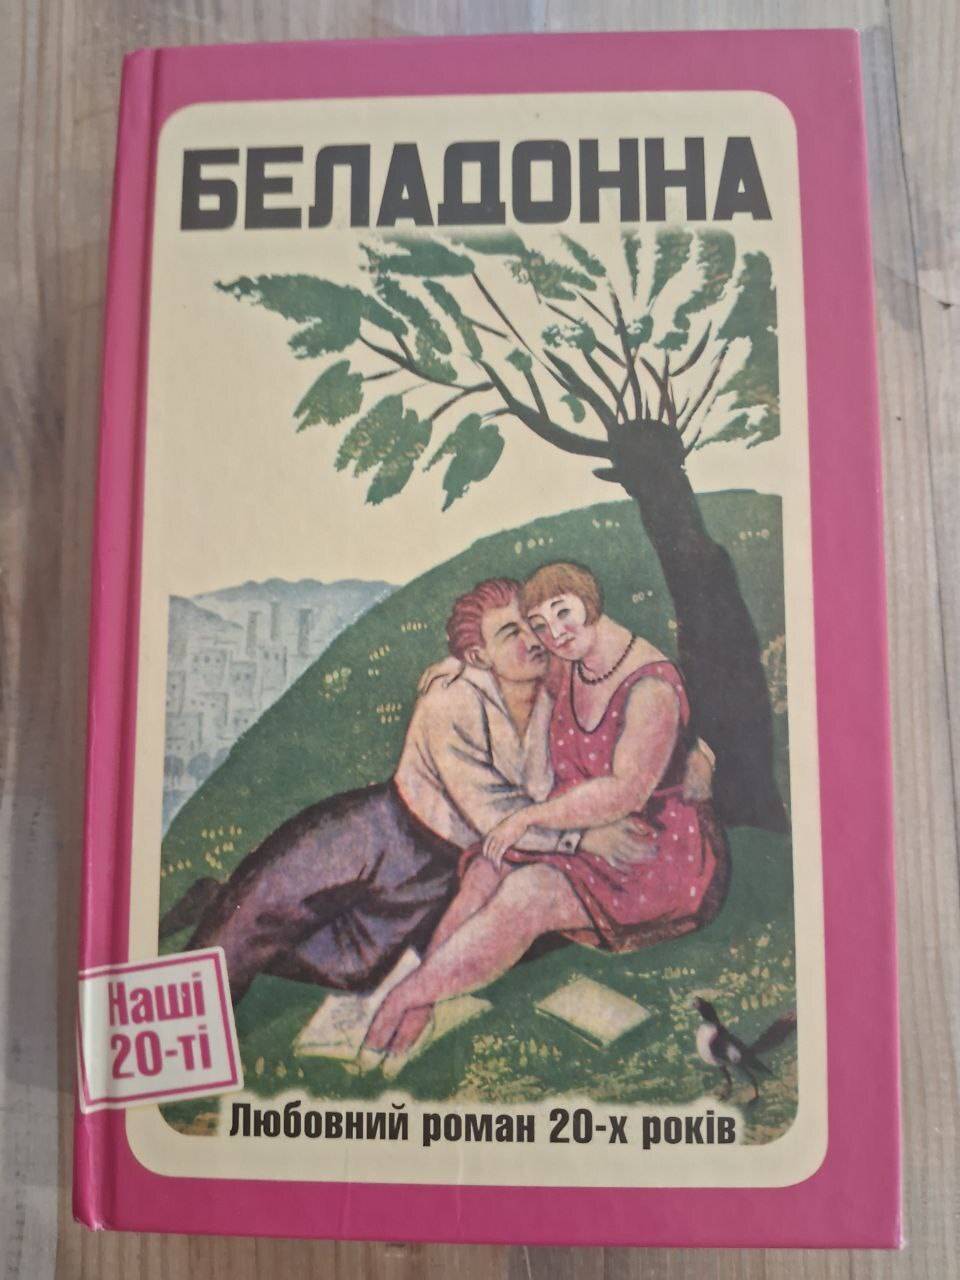 БЕЛАДОННА
Наші
20-ті
Любовний роман 20-х років